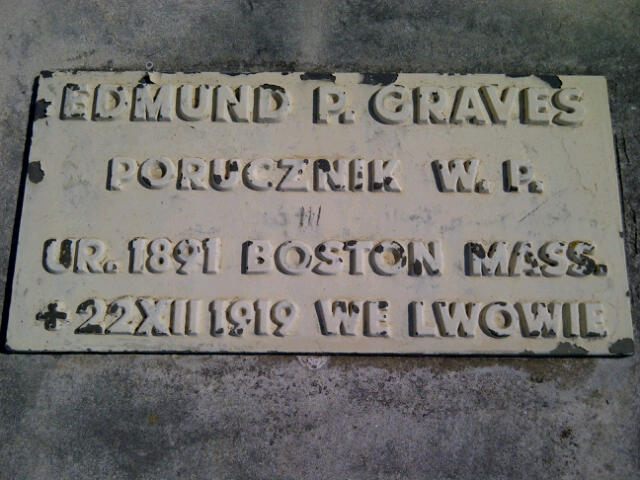 EDMUND P. GRAVES
PORUCZNIK W. P.
UR. 1891 BOSTON MASS.
+ 22 XII 1919 WE LWOWIE